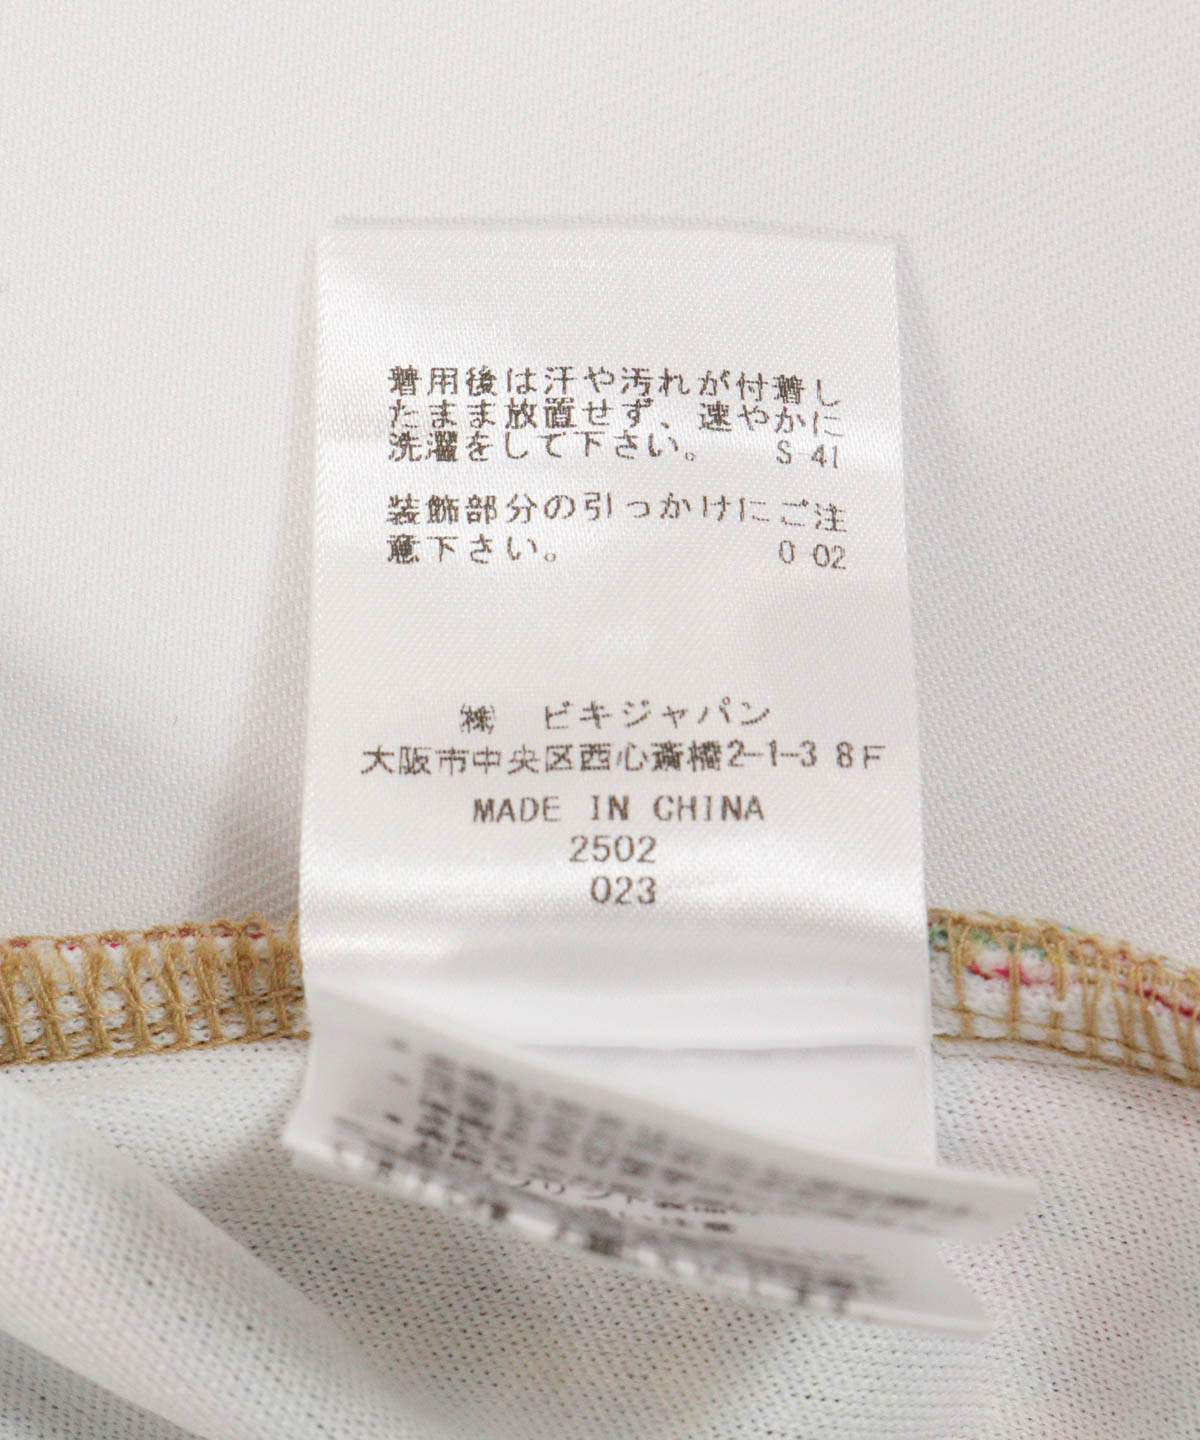 着用後は汗や汚れが付着し
たまま放置せず、速やかに
洗濯をして下さい。 S-41
装飾部分の引っかけにご注
意下さい。 0-02
㈱ ビキジャパン
大阪市中央区西心斎橋2-1-3 8F
MADE IN CHINA
2502
023